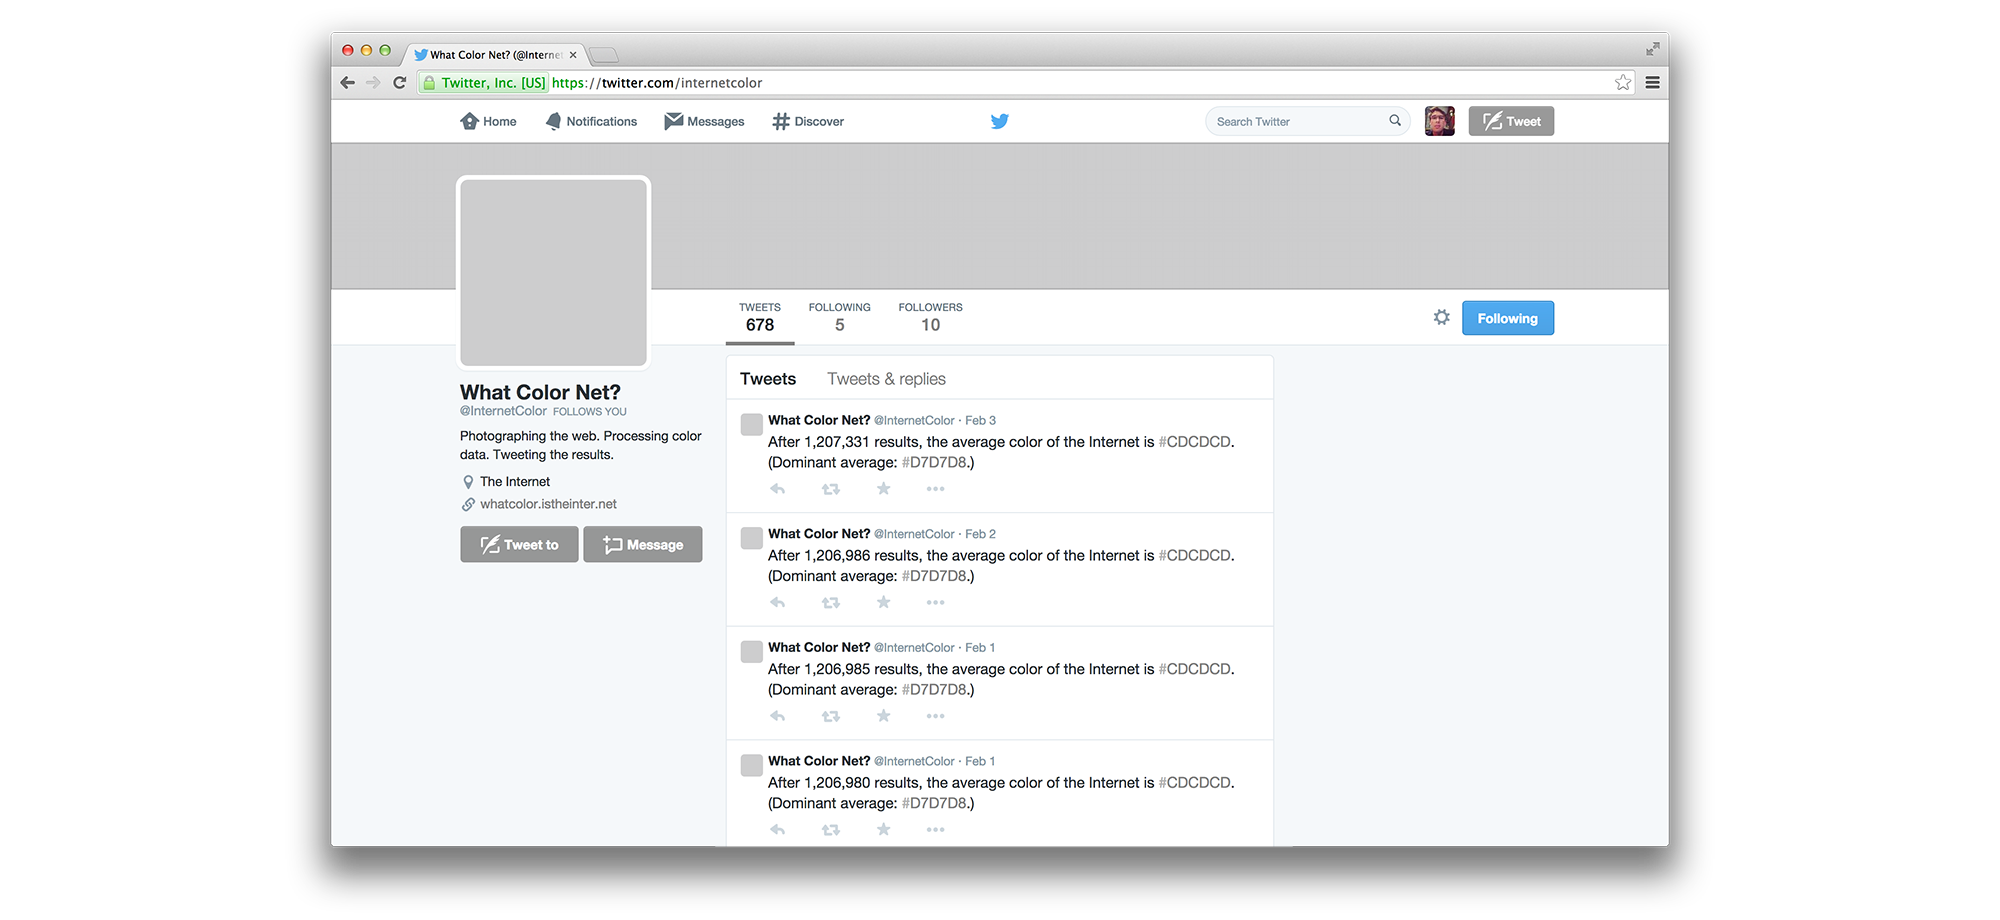 What Color Net? (@Interne
Twitter, Inc. [US] https://twitter.com/internetcolor
Home Notifications Messages Discover Search Twitter Tweet
TWEETS FOLLOWING FOLLOWERS
678 5 10
Following
What Color Net?
@InternetColor FOLLOWS YOU
Photographing the web. Processing color
data. Tweeting the results.
The Internet
whatcolor.istheinter.net
Tweet to Message
Tweets Tweets & replies
What Color Net? @InternetColor · Feb 3
After 1,207,331 results, the average color of the Internet is #CDCDCD.
(Dominant average: #D7D7D8.)
What Color Net? @InternetColor · Feb 2
After 1,206,986 results, the average color of the Internet is #CDCDCD.
(Dominant average: #D7D7D8.)
What Color Net? @InternetColor · Feb 1
After 1,206,985 results, the average color of the Internet is #CDCDCD.
(Dominant average: #D7D7D8.)
What Color Net? @InternetColor · Feb 1
After 1,206,980 results, the average color of the Internet is #CDCDCD.
(Dominant average: #D7D7D8.)